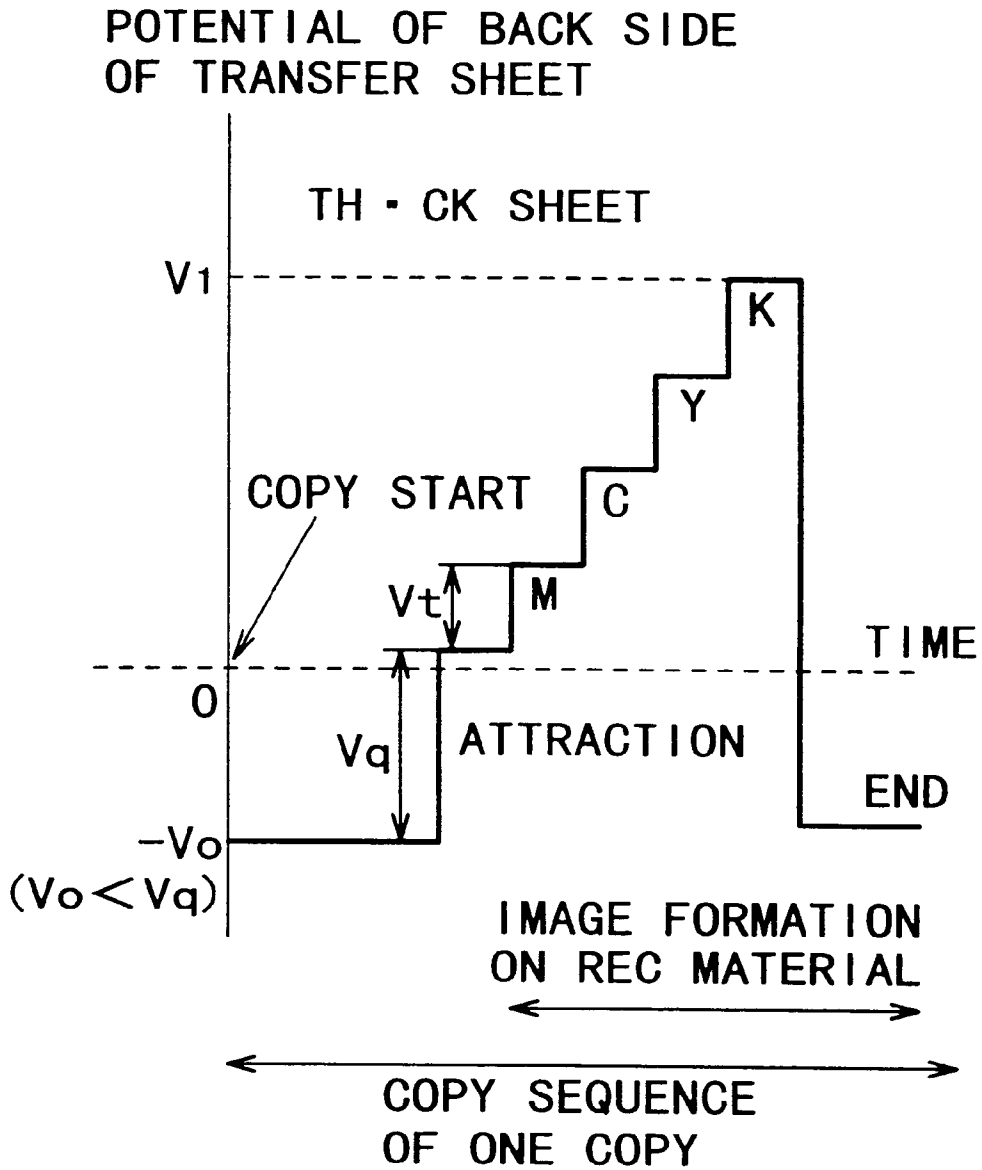 POTENTIAL OF BACK SIDE
OF TRANSFER SHEET
TH・CK SHEET
V1
K
Y
COPY START
C
Vt
M
TIME
0
Vq
ATTRACTION
END
-Vo
(Vo<Vq)
IMAGE FORMATION
ON REC MATERIAL
COPY SEQUENCE
OF ONE COPY